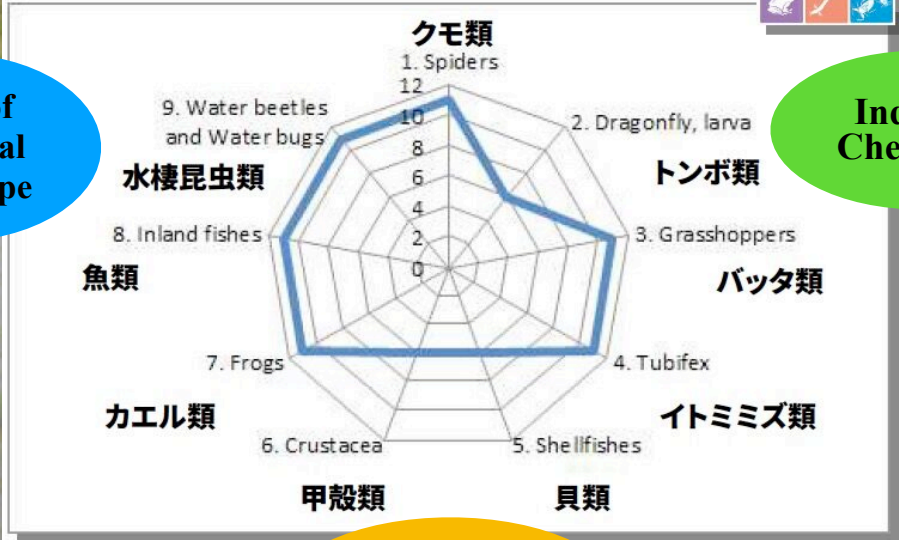 クモ類
1. Spiders
12
10
8
6
4
2
0
2. Dragonfly, larva
トンボ類
3. Grasshoppers
バッタ類
4. Tubifex
イトミミズ類
5. Shellfishes
貝類
6. Crustacea
甲殻類
7. Frogs
カエル類
8. Inland fishes
魚類
9. Water beetles
and Water bugs
水棲昆虫類